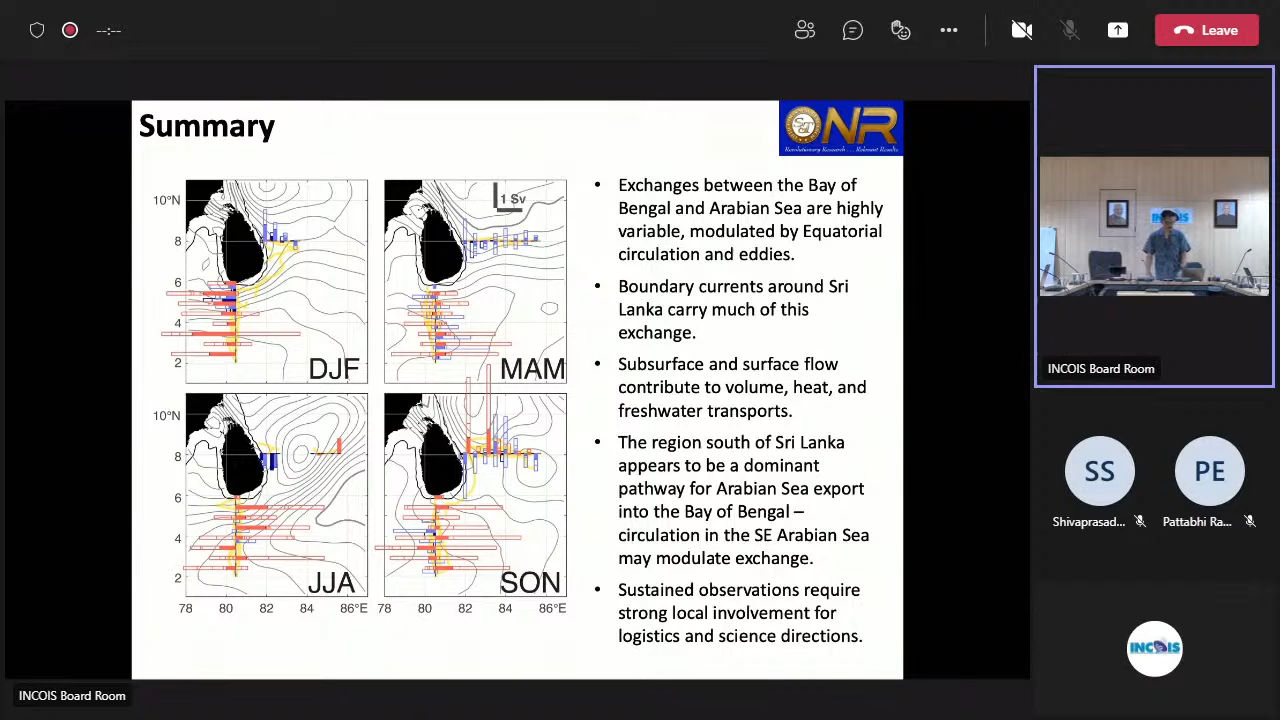 --:--
Leave
Summary
ONR
Revolutionary Research . . . Relevant Results
10°N
8
6
4
2
DJF
1 Sv
MAM
10°N
8
6
4
2
JJA
SON
78 80 82 84 86°E
78 80 82 84 86°E
• Exchanges between the Bay of
Bengal and Arabian Sea are highly
variable, modulated by Equatorial
circulation and eddies.
• Boundary currents around Sri
Lanka carry much of this
exchange.
• Subsurface and surface flow
contribute to volume, heat, and
freshwater transports.
• The region south of Sri Lanka
appears to be a dominant
pathway for Arabian Sea export
into the Bay of Bengal –
circulation in the SE Arabian Sea
may modulate exchange.
• Sustained observations require
strong local involvement for
logistics and science directions.
INCOIS Board Room
INCOIS
INCOIS Board Room
SS
PE
Shivaprasad...
Pattabhi Ra...
INCOIS